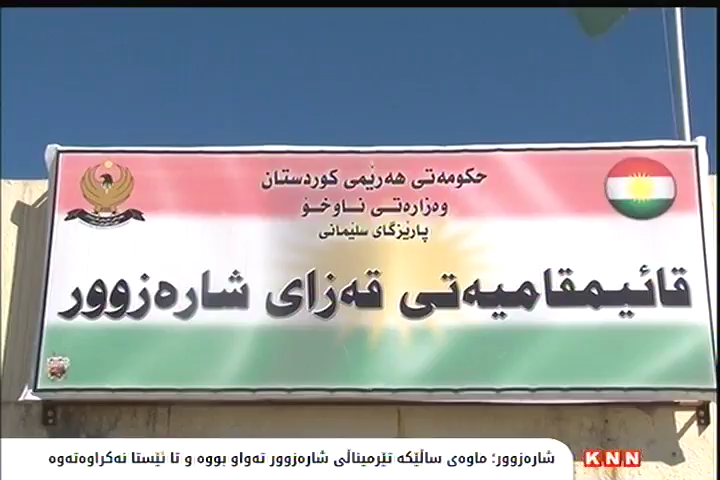 حکومەتی هەرێمی کوردستان
وەزارەتی ناوخۆ
پارێزگای سلێمانی
قائیمقامیەتی قەزای شارەزوور
شارەزوور؛ ماوەی ساڵێکە تێرمیناڵی شارەزوور تەواو بووە و تا ئێستا نەکراوەتەوە
KNN